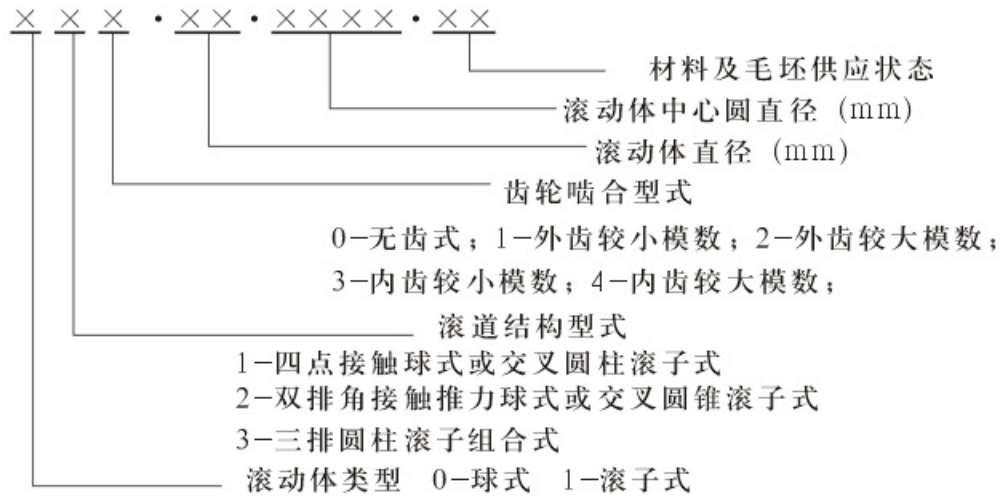 ×××·××·××××·××
材料及毛坯供应状态
滚动体中心圆直径 (mm)
滚动体直径 (mm)
齿轮啮合型式
0-无齿式；1-外齿较小模数；2-外齿较大模数；
3-内齿较小模数；4-内齿较大模数；
滚道结构型式
1-四点接触球式或交叉圆柱滚子式
2-双排角接触推力球式或交叉圆锥滚子式
3-三排圆柱滚子组合式
滚动体类型 0-球式 1-滚子式